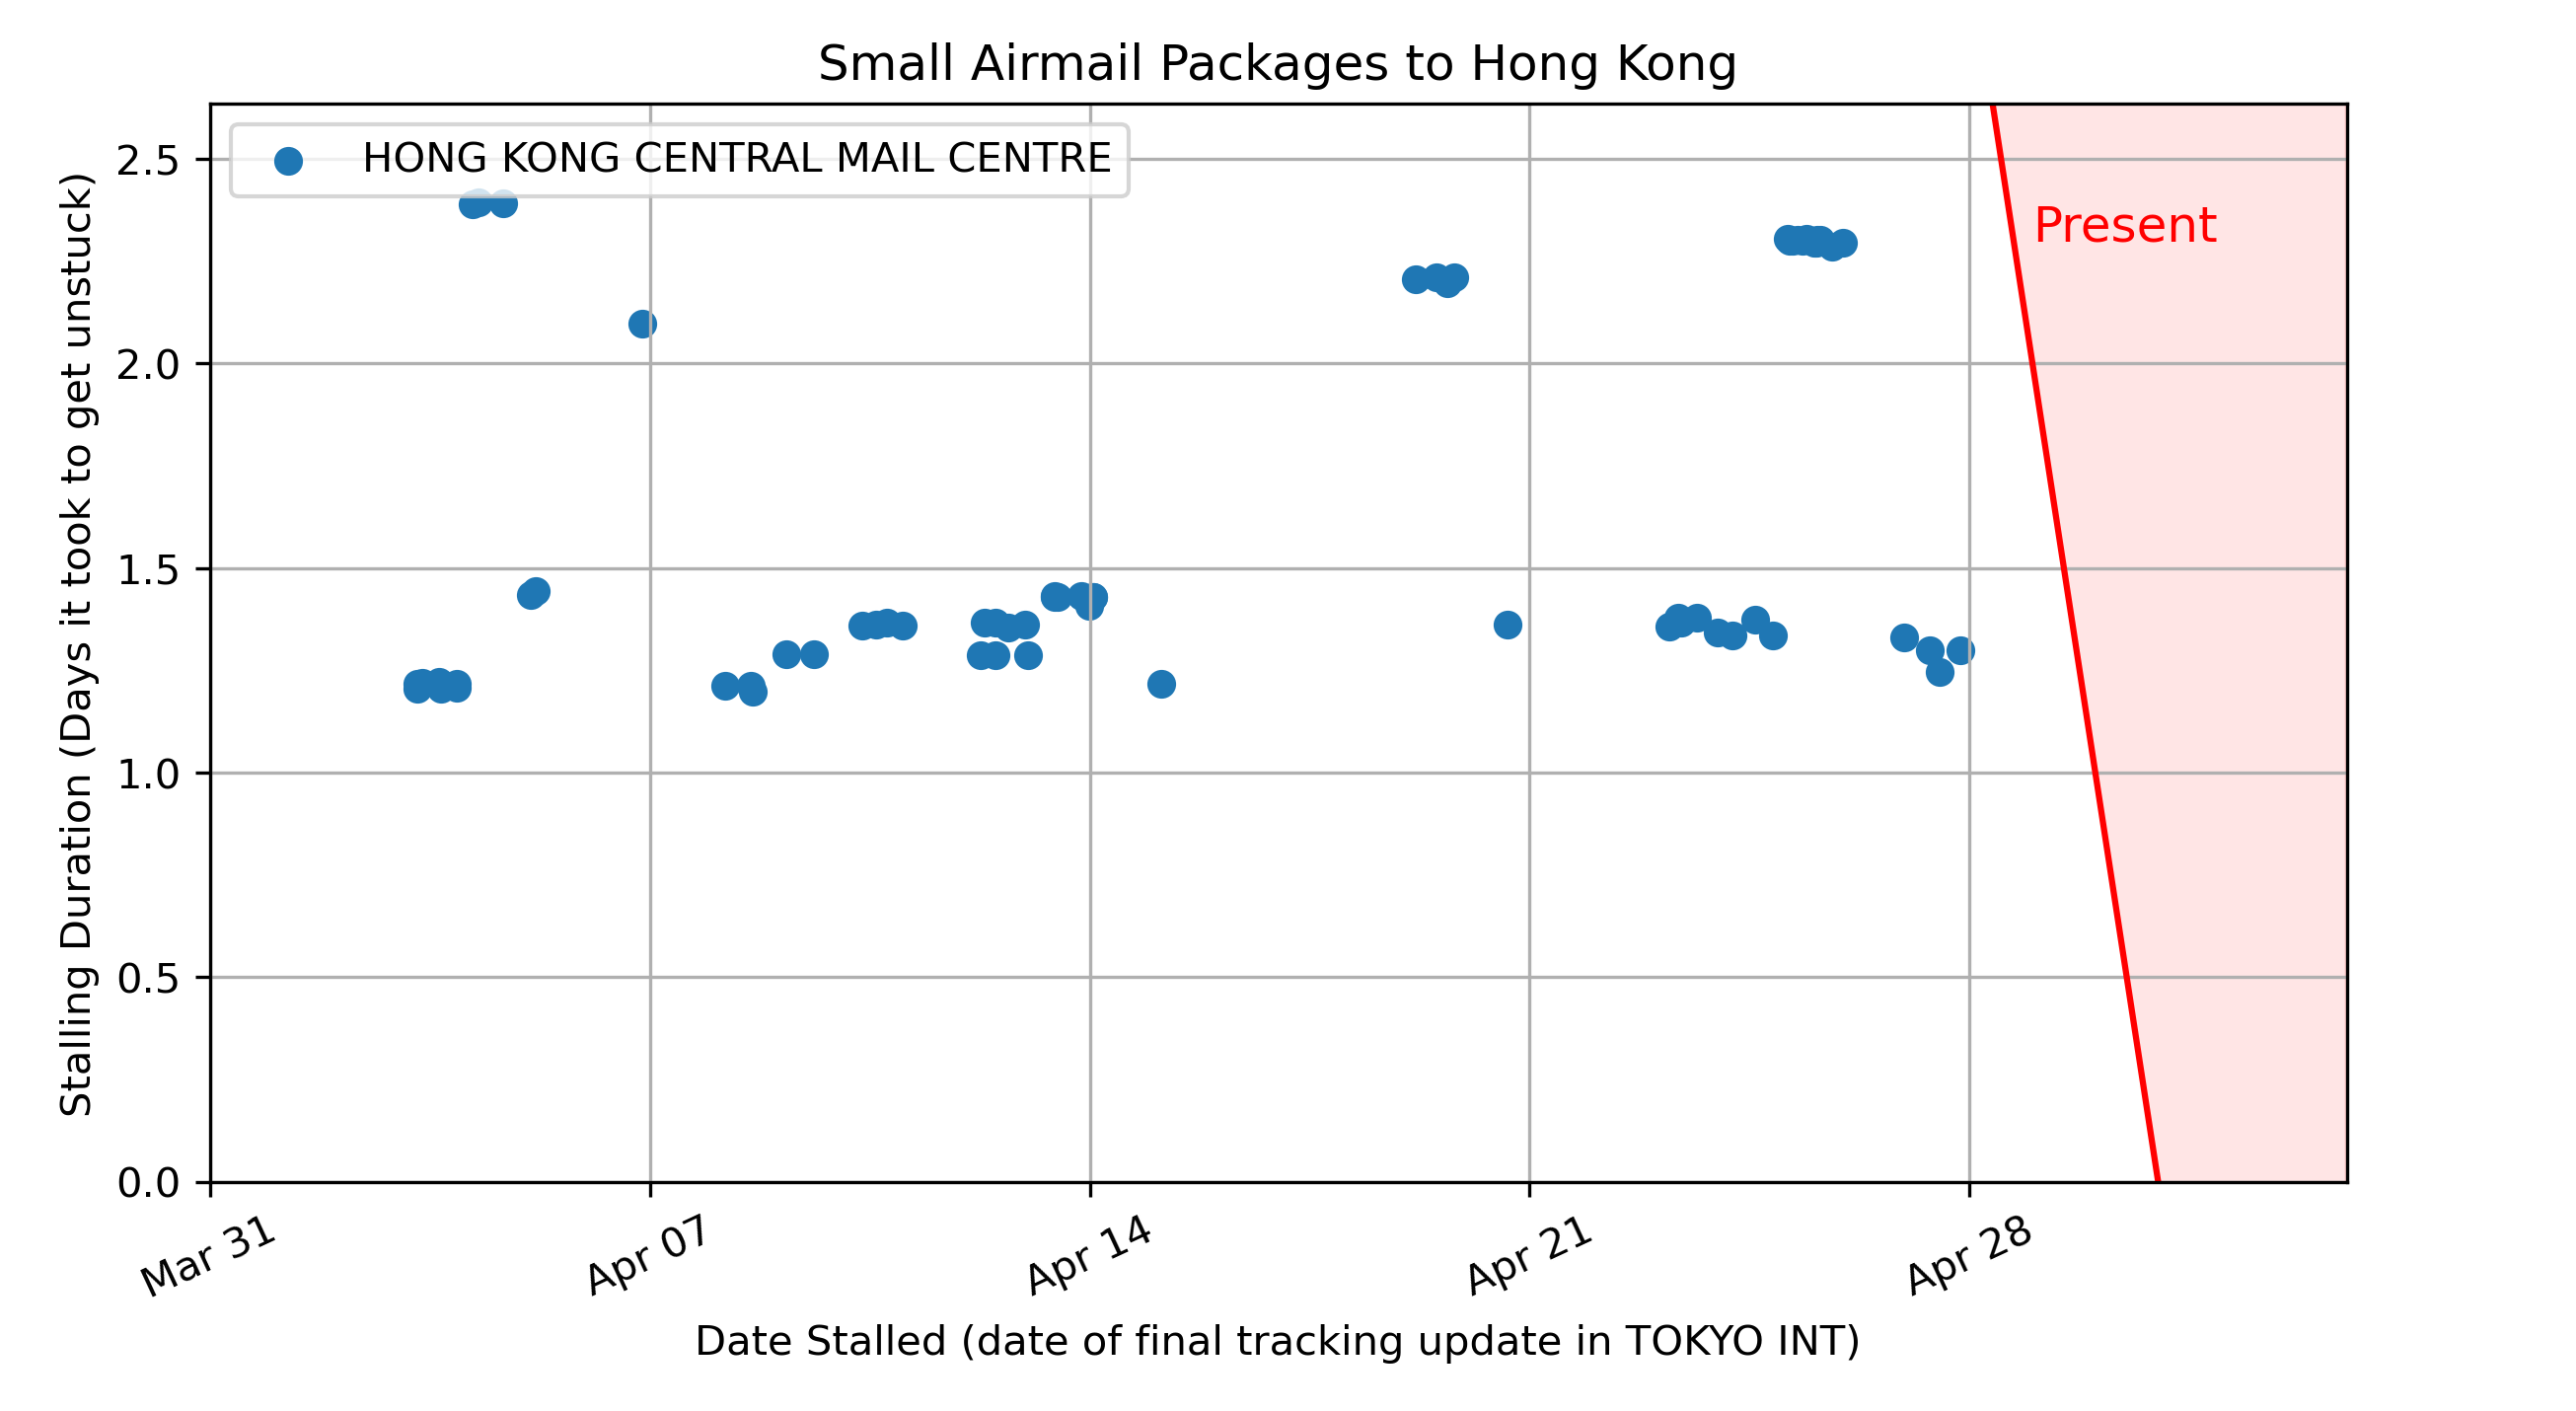 Small Airmail Packages to Hong Kong
HONG KONG CENTRAL MAIL CENTRE
Present
Stalling Duration (Days it took to get unstuck)
2.5
2.0
1.5
1.0
0.5
0.0
Mar 31
Apr 07
Apr 14
Apr 21
Apr 28
Date Stalled (date of final tracking update in TOKYO INT)